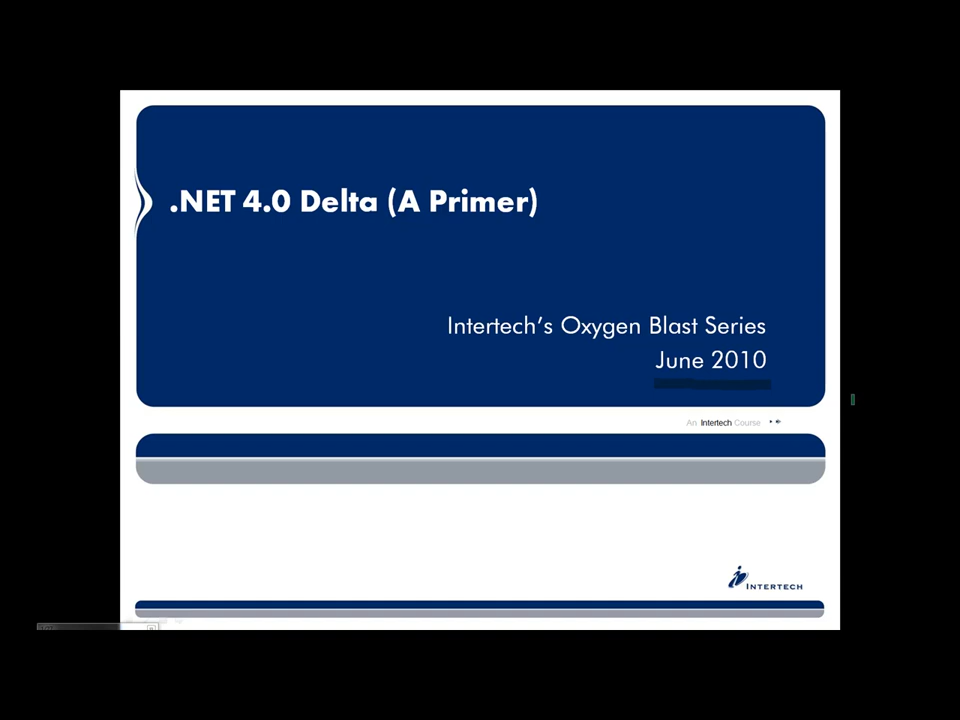 .NET 4.0 Delta (A Primer)
Intertech's Oxygen Blast Series
June 2010
An Intertech Course
INTERTECH